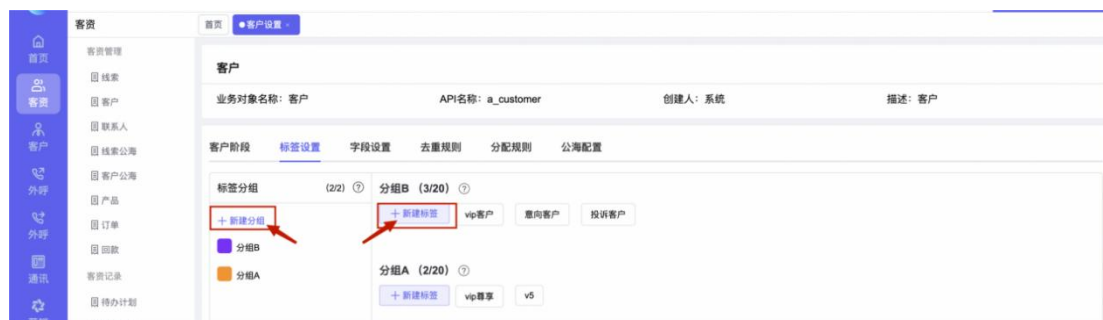 首页
客资
客户
外呼
外呼
通讯
客资
客资管理
线索
客户
联系人
线索公海
客户公海
产品
订单
回款
客资记录
待办计划
首页
客户设置
客户
业务对象名称：客户 API名称：a_customer 创建人：系统 描述：客户
客户阶段 标签设置 字段设置 去重规则 分配规则 公海配置
标签分组 (2/2)
+ 新建分组
分组B
分组A
分组B (3/20)
+ 新建标签 vip客户 意向客户 投诉客户
分组A (2/20)
+ 新建标签 vip尊享 v5